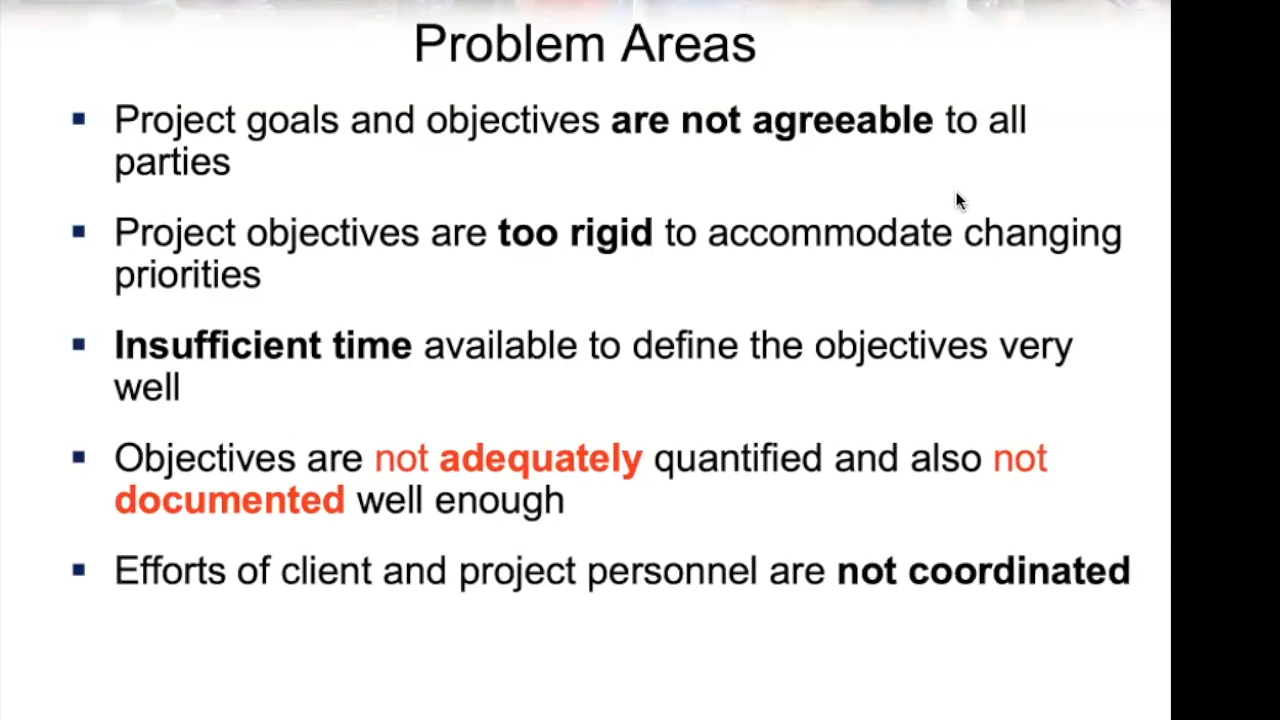 Problem Areas
Project goals and objectives are not agreeable to all
parties
Project objectives are too rigid to accommodate changing
priorities
Insufficient time available to define the objectives very
well
Objectives are not adequately quantified and also not
documented well enough
Efforts of client and project personnel are not coordinated